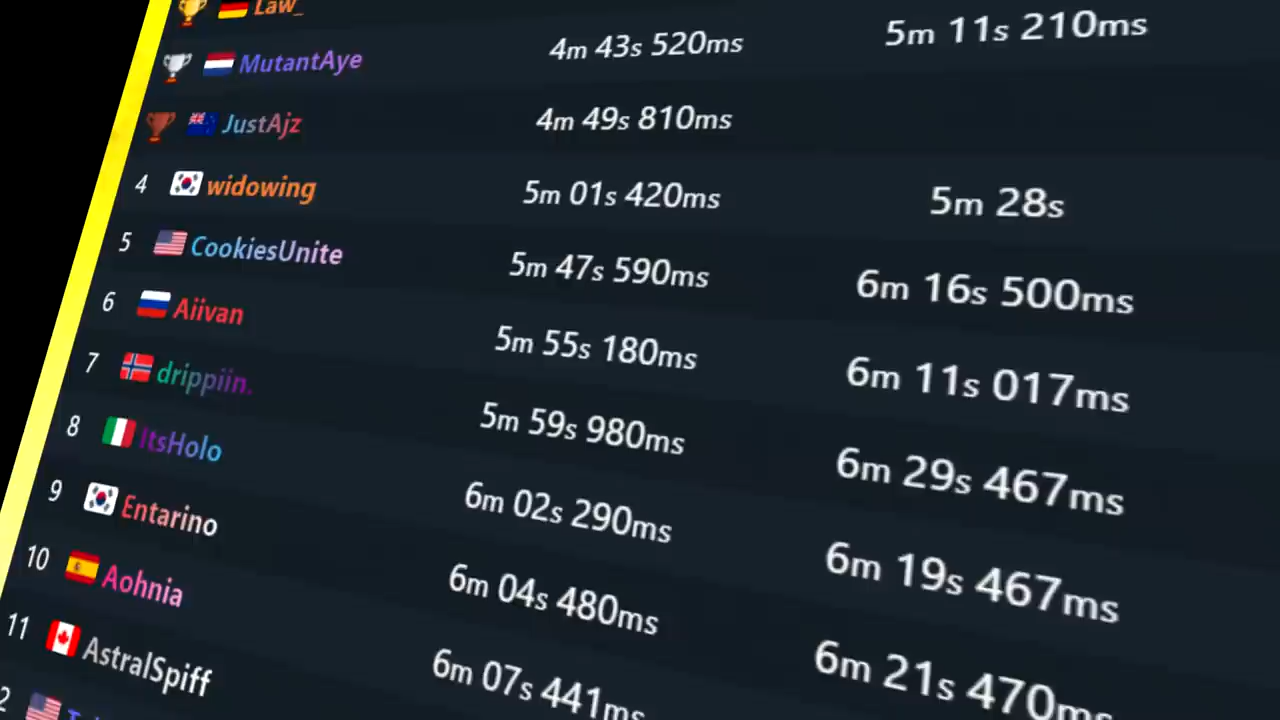 Law_
MutantAye 4m 43s 520ms 5m 11s 210ms
JustAjz 4m 49s 810ms
4 widowing 5m 01s 420ms 5m 28s
5 CookiesUnite 5m 47s 590ms 6m 16s 500ms
6 Aiivan 5m 55s 180ms 6m 11s 017ms
7 drippiin. 5m 59s 980ms 6m 29s 467ms
8 ItsHolo 6m 02s 290ms 6m 19s 467ms
9 Entarino 6m 04s 480ms 6m 21s 470ms
10 Aohnia 6m 07s 441ms
11 AstralSpiff